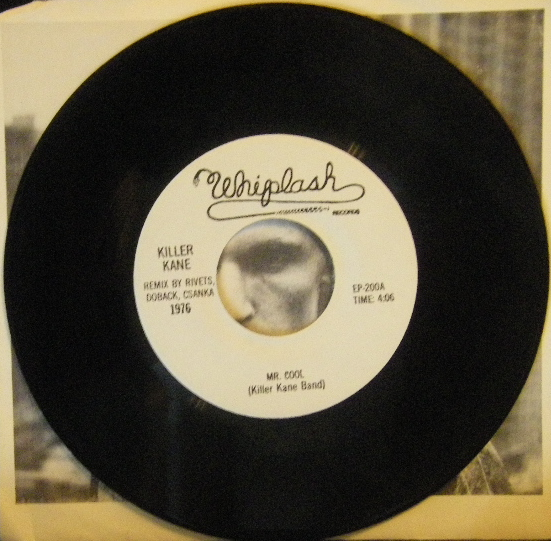 Whiplash
RECORDS
KILLER
KANE
REMIX BY RIVETS,
DOBACK, CSANKA
1976
EP-200A
TIME: 4:06
MR. COOL
(Killer Kane Band)